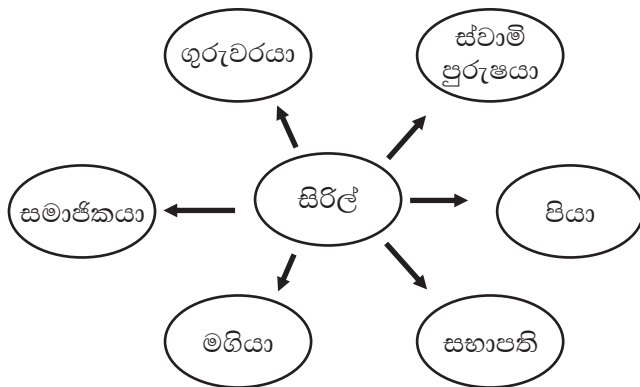 ගුරුවරයා
ස්වාමි
පුරුෂයා
සමාජිකයා
සිරිල්
පියා
මගියා
සභාපති